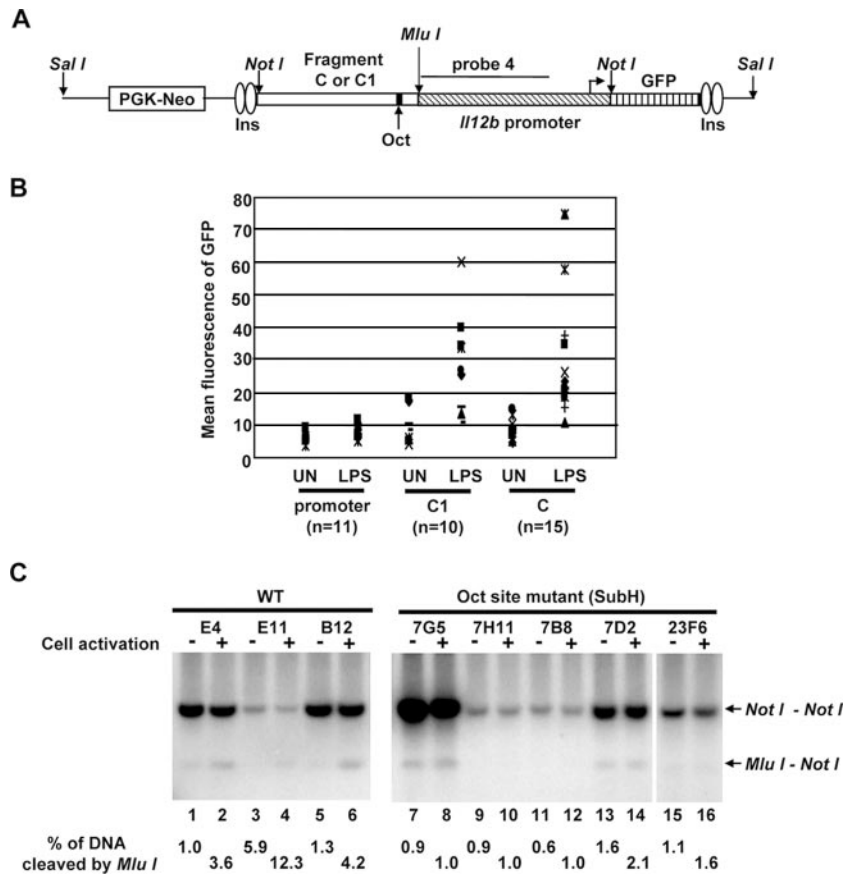 A
Sal I
Not I
Fragment
C or C1
Mlu I
probe 4
Not I
GFP
Sal I
PGK-Neo
Ins
Oct
Il12b promoter
Ins
B
Mean fluorescence of GFP
80
70
60
50
40
30
20
10
0
UN LPS UN LPS UN LPS
promoter C1 C
(n=11) (n=10) (n=15)
C
WT Oct site mutant (SubH)
E4 E11 B12 7G5 7H11 7B8 7D2 23F6
Cell activation - + - + - + - + - + - + - + - +
Not I - Not I
Mlu I - Not I
1 2 3 4 5 6 7 8 9 10 11 12 13 14 15 16
% of DNA 1.0 5.9 1.3 0.9 0.9 0.6 1.6 1.1
cleaved by Mlu I 3.6 12.3 4.2 1.0 1.0 1.0 2.1 1.6